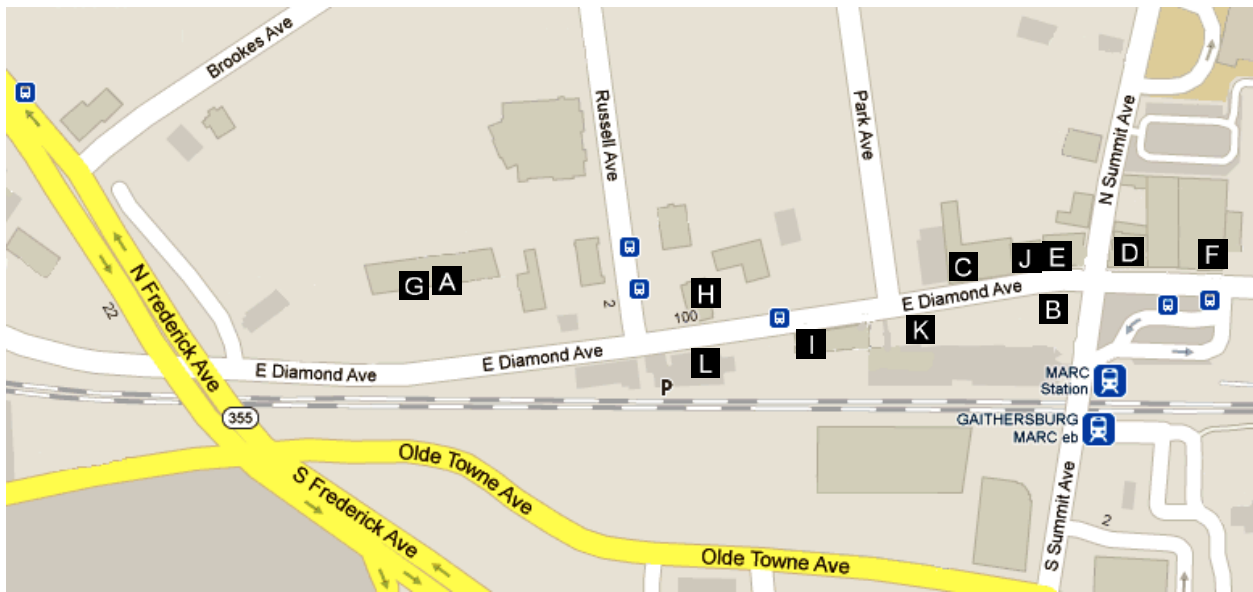 Brookes Ave
Russell Ave
Park Ave
N Summit Ave
N Frederick Ave
22
G
A
2
H
100
C
J
E
D
F
E Diamond Ave
B
I
K
L
E Diamond Ave
E Diamond Ave
P
MARC
Station
355
GAITHERSBURG
MARC eb
Olde Towne Ave
S Frederick Ave
S Summit Ave
2
Olde Towne Ave